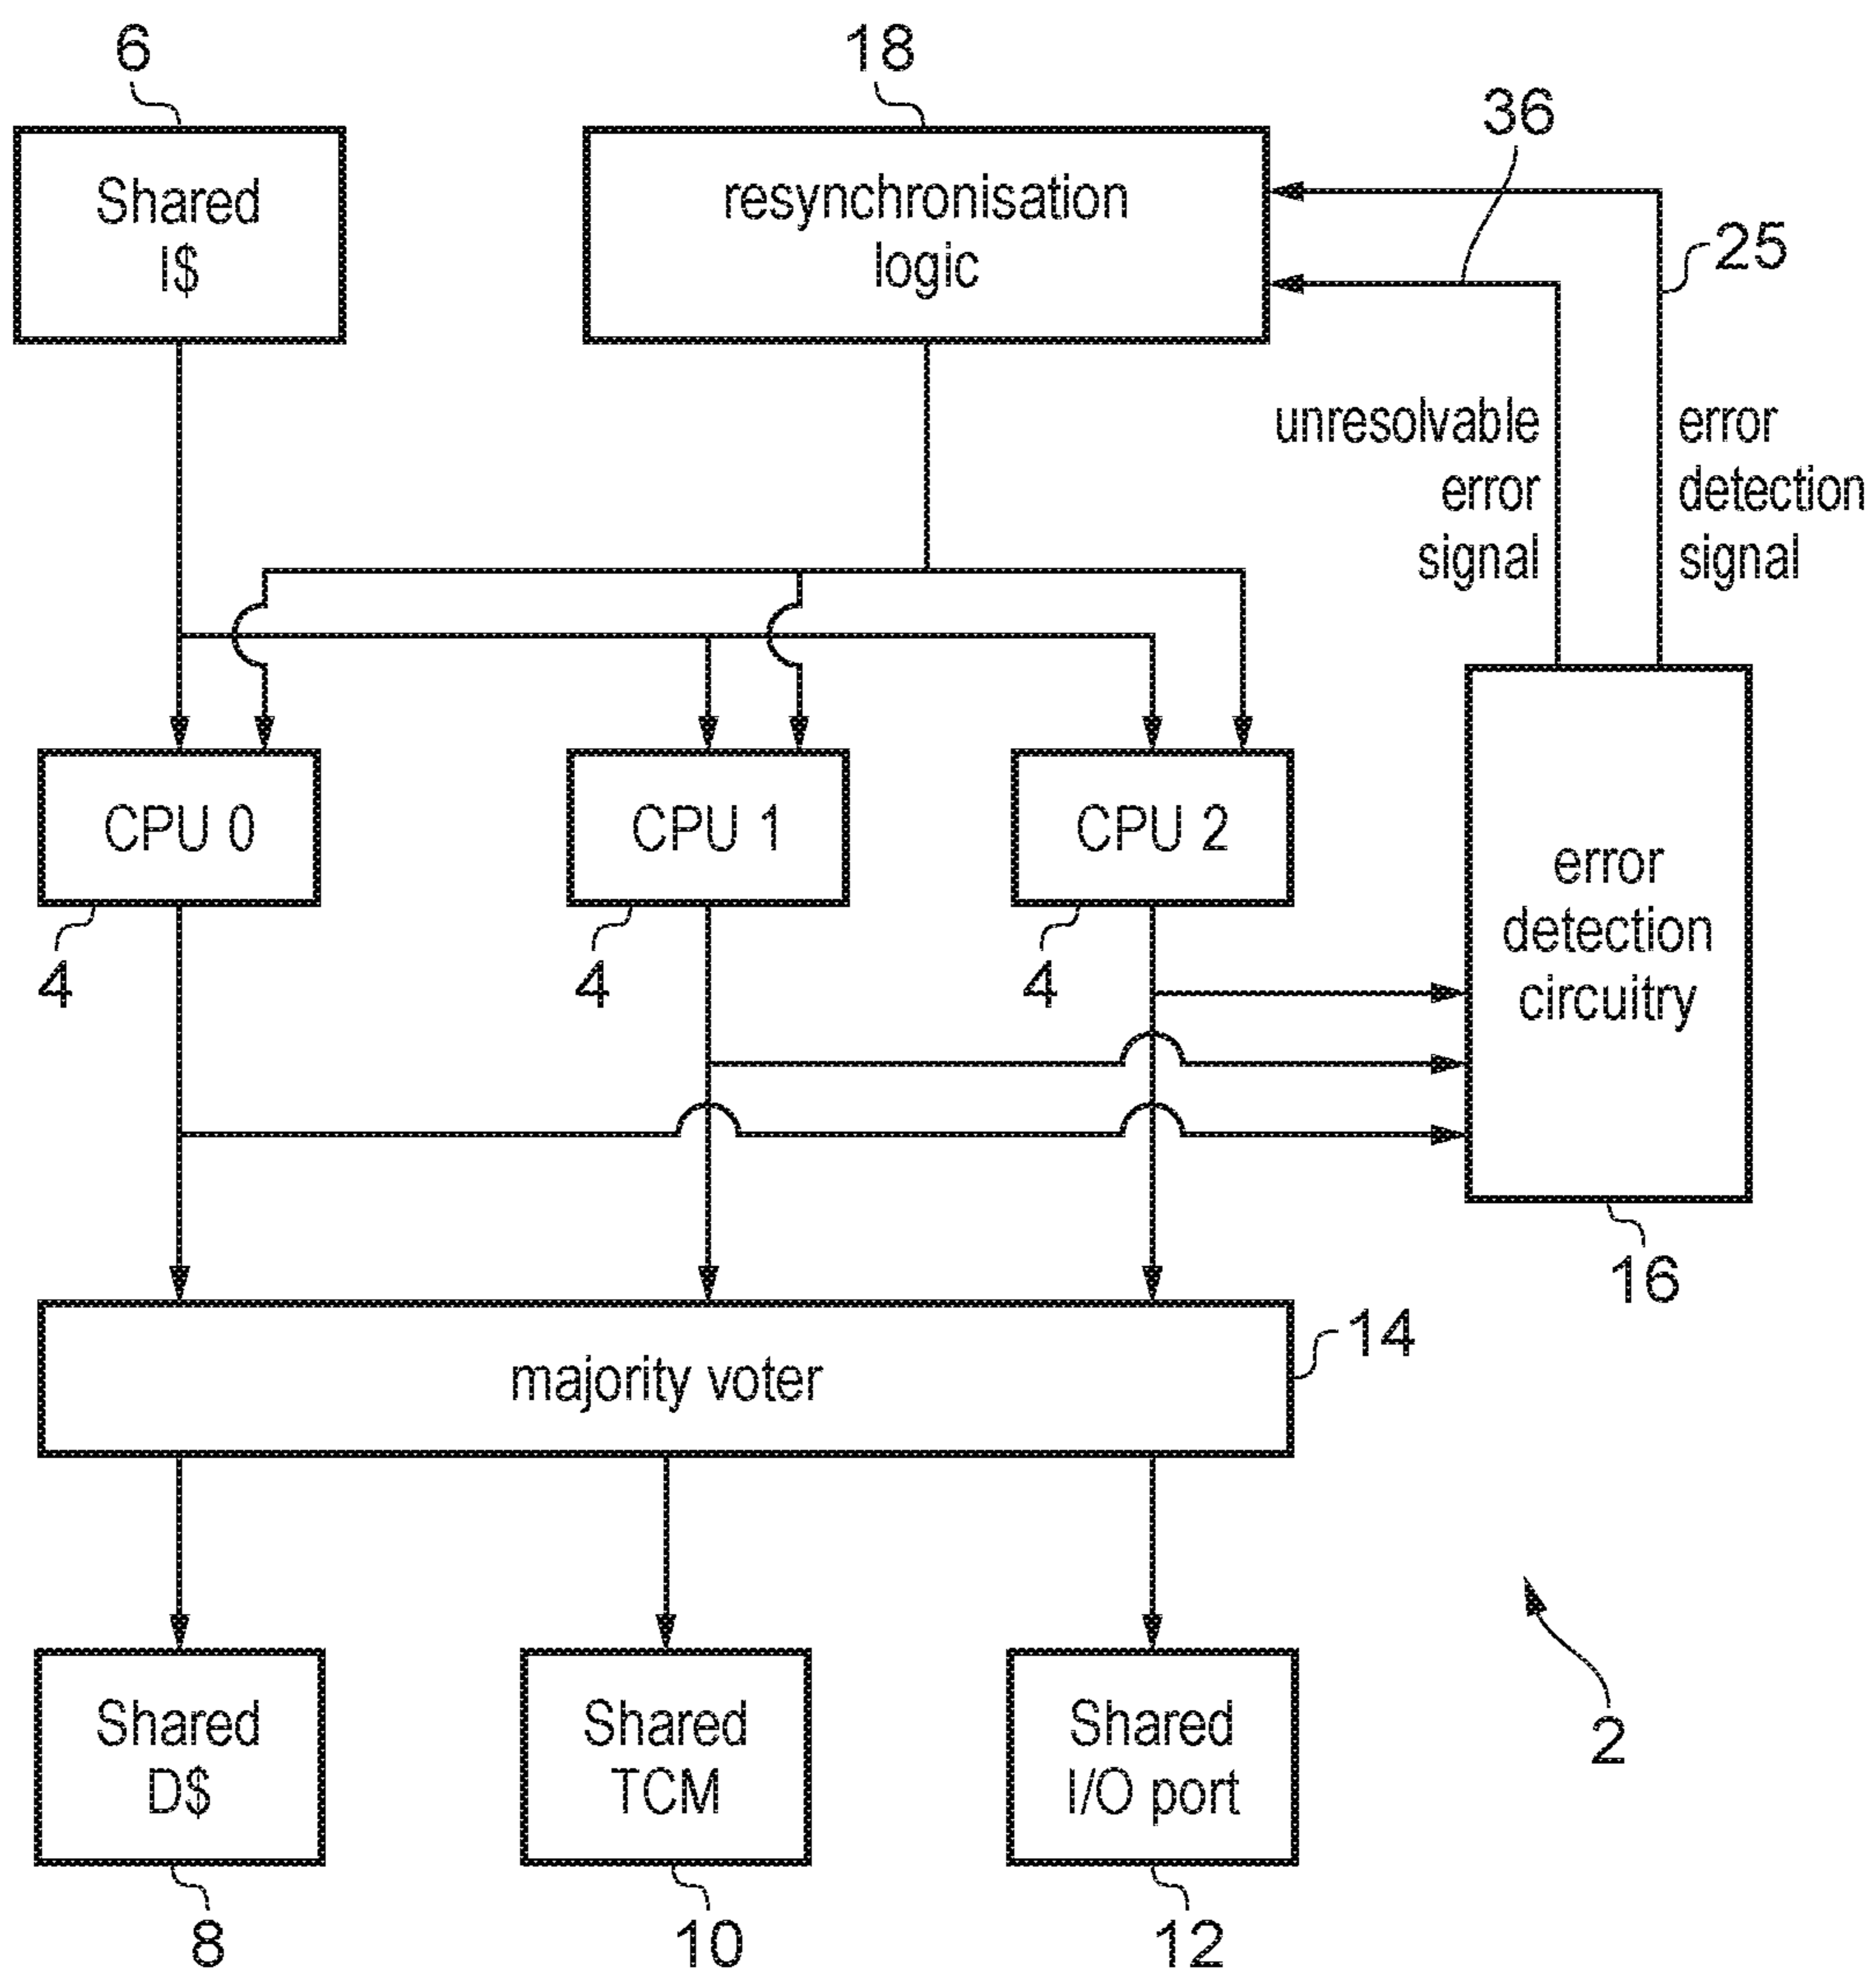 6
18
36
Shared
I$
resynchronisation
logic
25
unresolvable
error
signal
error
detection
signal
CPU 0
CPU 1
CPU 2
error
detection
circuitry
4
4
4
16
majority voter
14
Shared
D$
Shared
TCM
Shared
I/O port
2
8
10
12